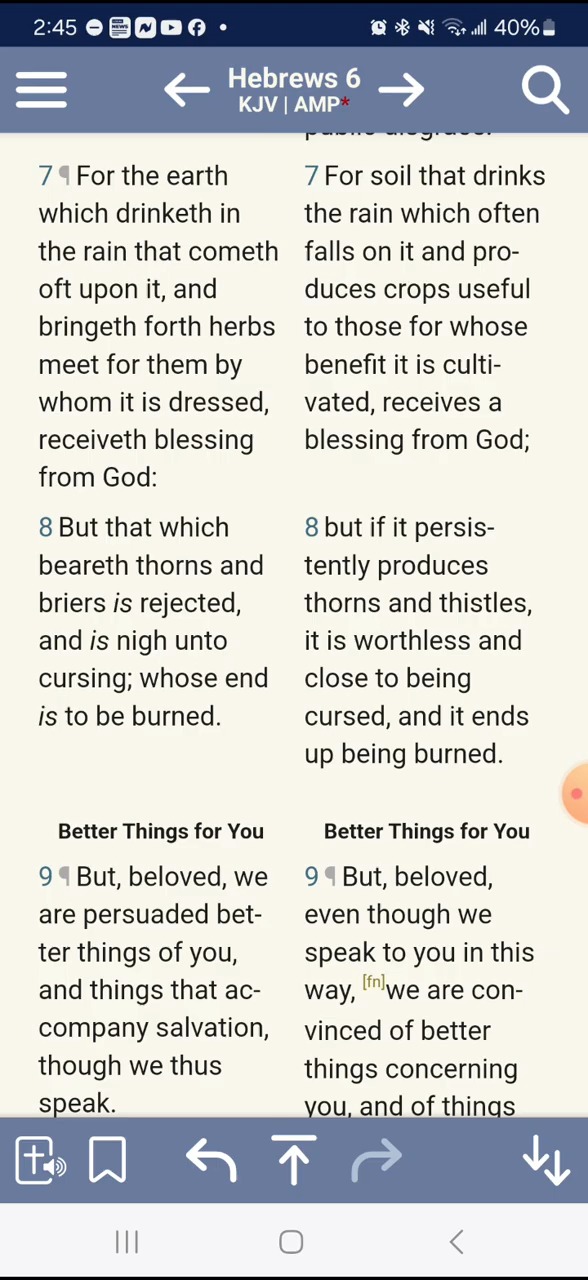 2:45
NEWS
40%
Hebrews 6
KJV | AMP*
7 ¶ For the earth
which drinketh in
the rain that cometh
oft upon it, and
bringeth forth herbs
meet for them by
whom it is dressed,
receiveth blessing
from God:
8 But that which
beareth thorns and
briers is rejected,
and is nigh unto
cursing; whose end
is to be burned.
Better Things for You
9 ¶ But, beloved, we
are persuaded bet-
ter things of you,
and things that ac-
company salvation,
though we thus
speak.
public disgrace.
7 For soil that drinks
the rain which often
falls on it and pro-
duces crops useful
to those for whose
benefit it is culti-
vated, receives a
blessing from God;
8 but if it persis-
tently produces
thorns and thistles,
it is worthless and
close to being
cursed, and it ends
up being burned.
Better Things for You
9 ¶ But, beloved,
even though we
speak to you in this
way, [fn]we are con-
vinced of better
things concerning
you, and of things